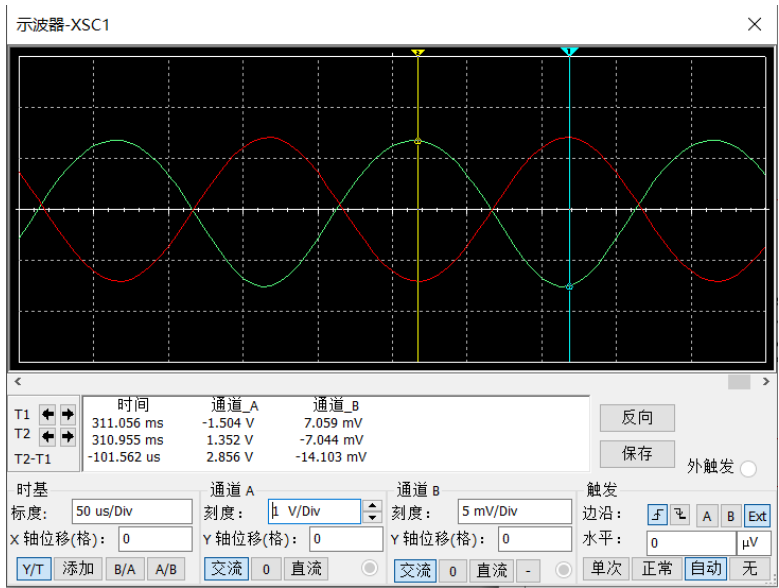 示波器-XSC1
时间 通道_A 通道_B
T1 311.056 ms -1.504 V 7.059 mV
T2 310.955 ms 1.352 V -7.044 mV
T2-T1 -101.562 us 2.856 V -14.103 mV
反向
保存
外触发
时基
标度: 50 us/Div
X 轴位移(格): 0
Y/T 添加 B/A A/B
通道 A
刻度: 1 V/Div
Y 轴位移(格): 0
交流 0 直流
通道 B
刻度: 5 mV/Div
Y 轴位移(格): 0
交流 0 直流 -
触发
边沿: A B Ext
水平: 0 μV
单次 正常 自动 无